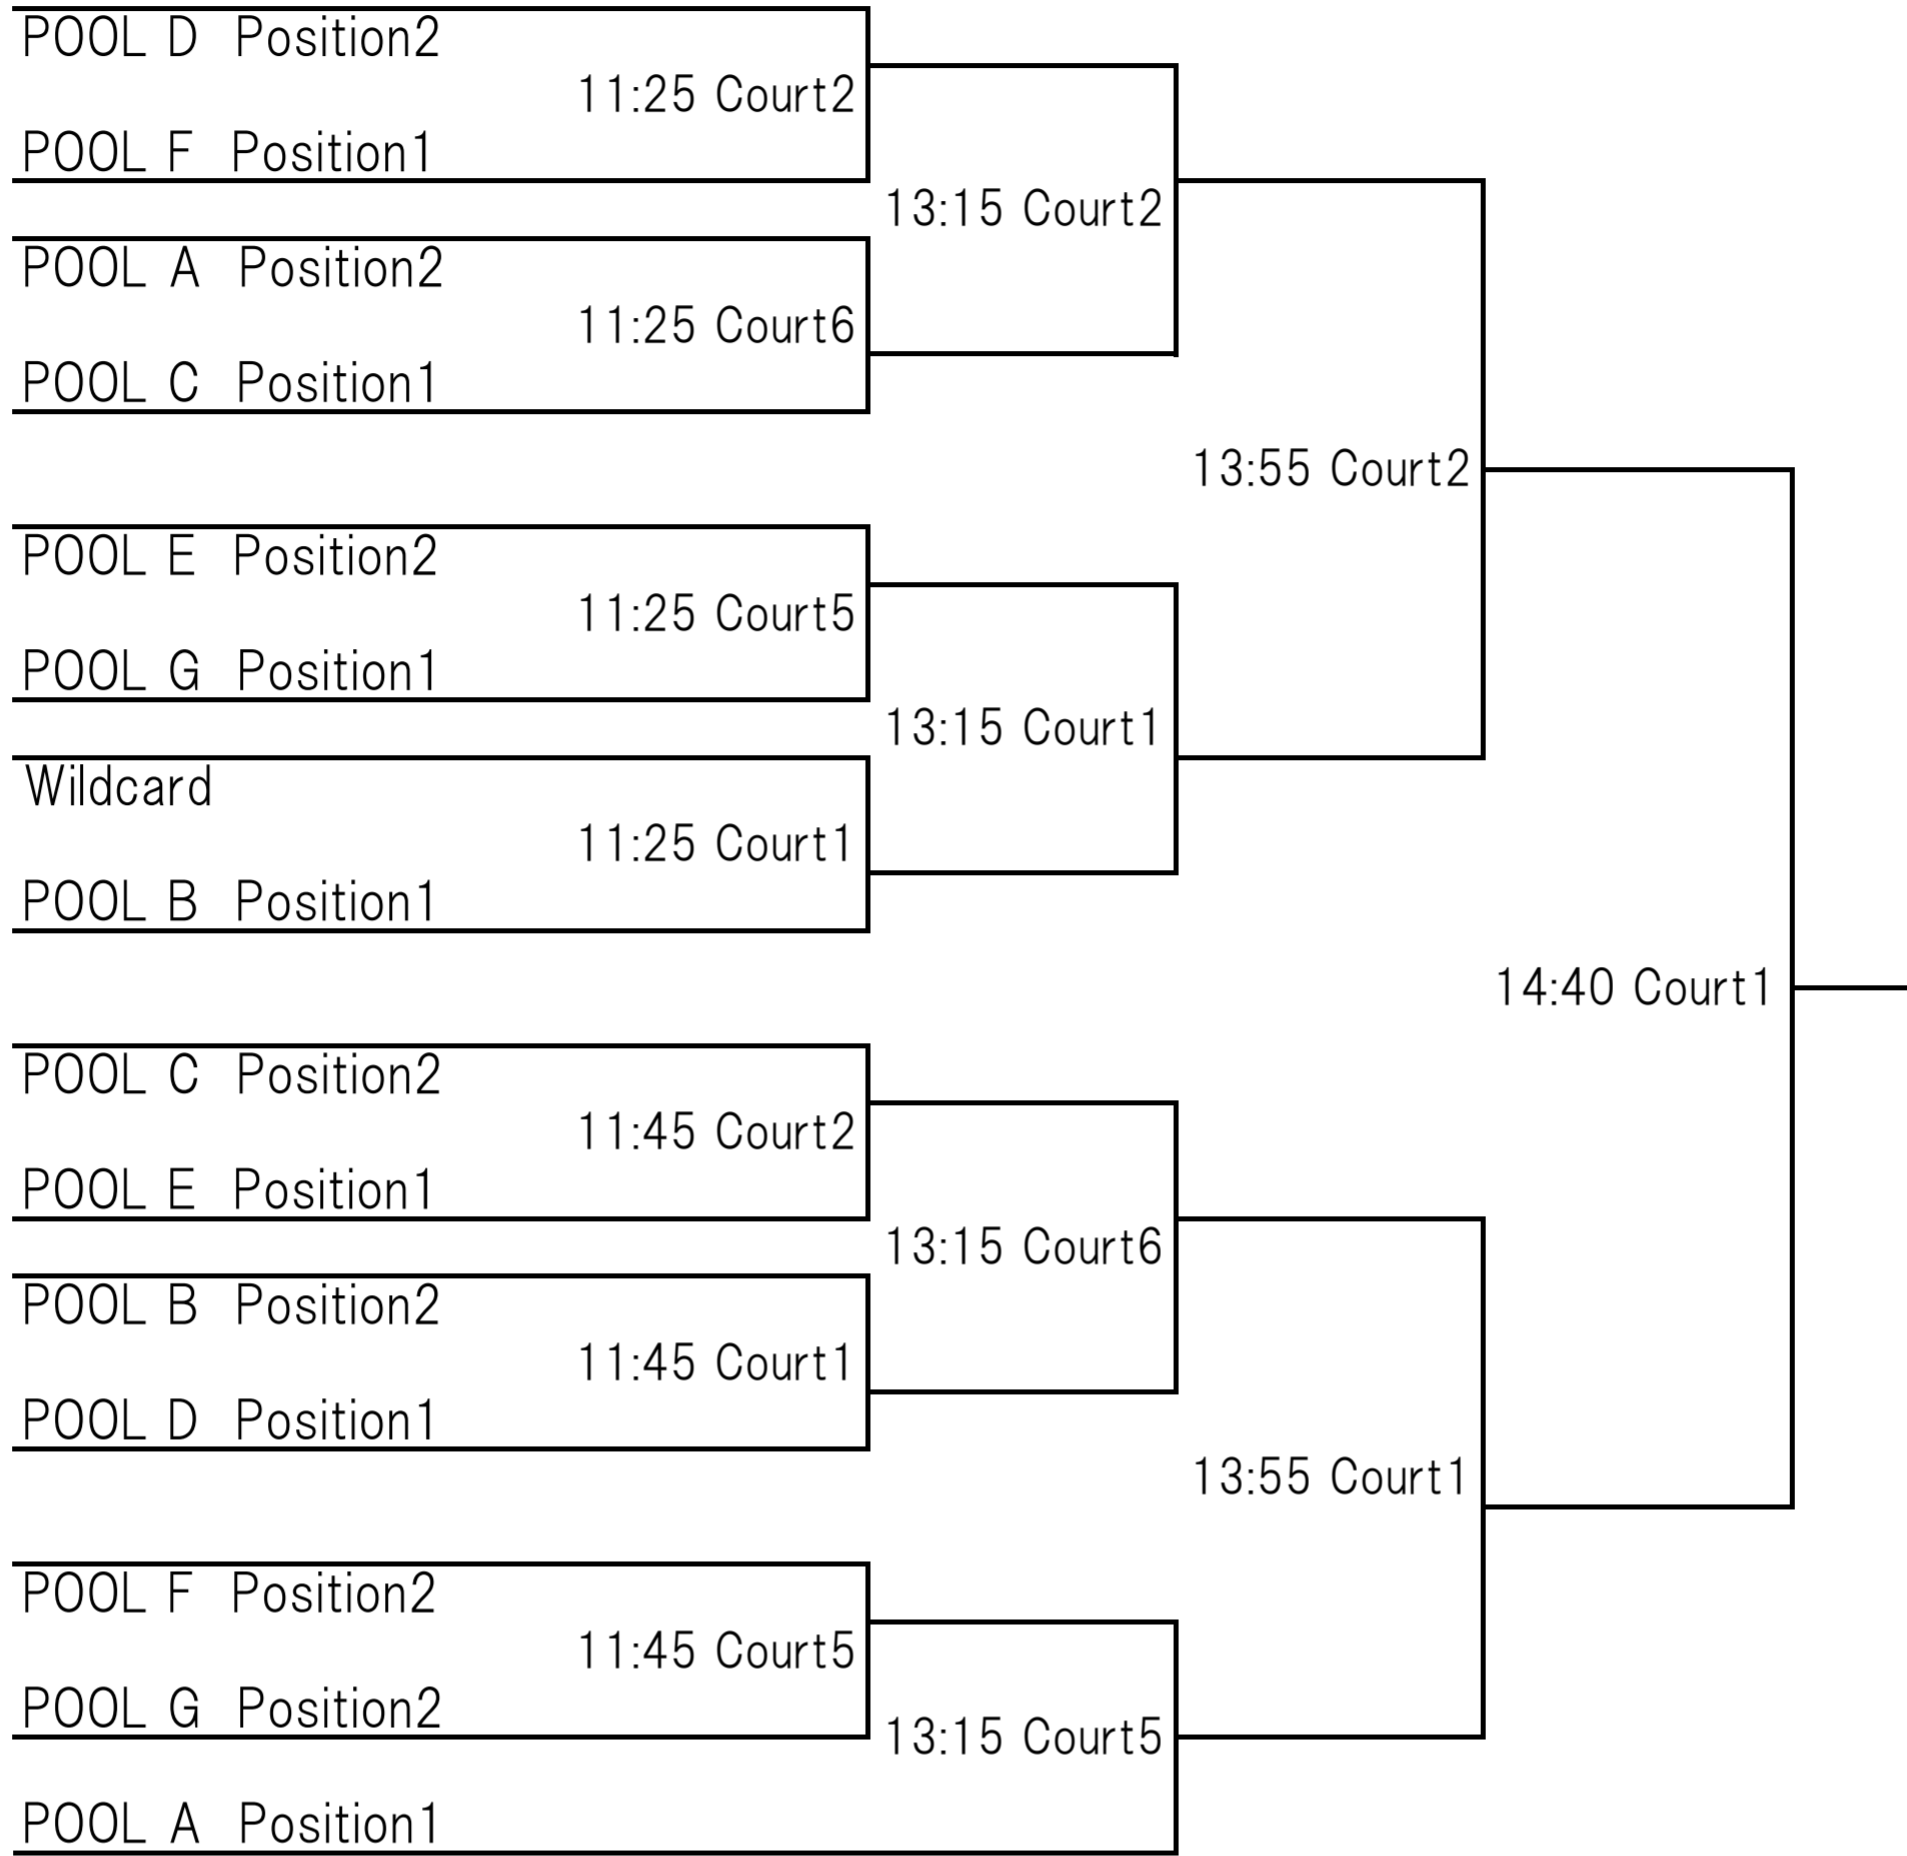 POOL D Position2
11:25 Court2
POOL F Position1
13:15 Court2
POOL A Position2
11:25 Court6
POOL C Position1
13:55 Court2
POOL E Position2
11:25 Court5
POOL G Position1
13:15 Court1
Wildcard
11:25 Court1
POOL B Position1
14:40 Court1
POOL C Position2
11:45 Court2
POOL E Position1
13:15 Court6
POOL B Position2
11:45 Court1
POOL D Position1
13:55 Court1
POOL F Position2
11:45 Court5
POOL G Position2
13:15 Court5
POOL A Position1